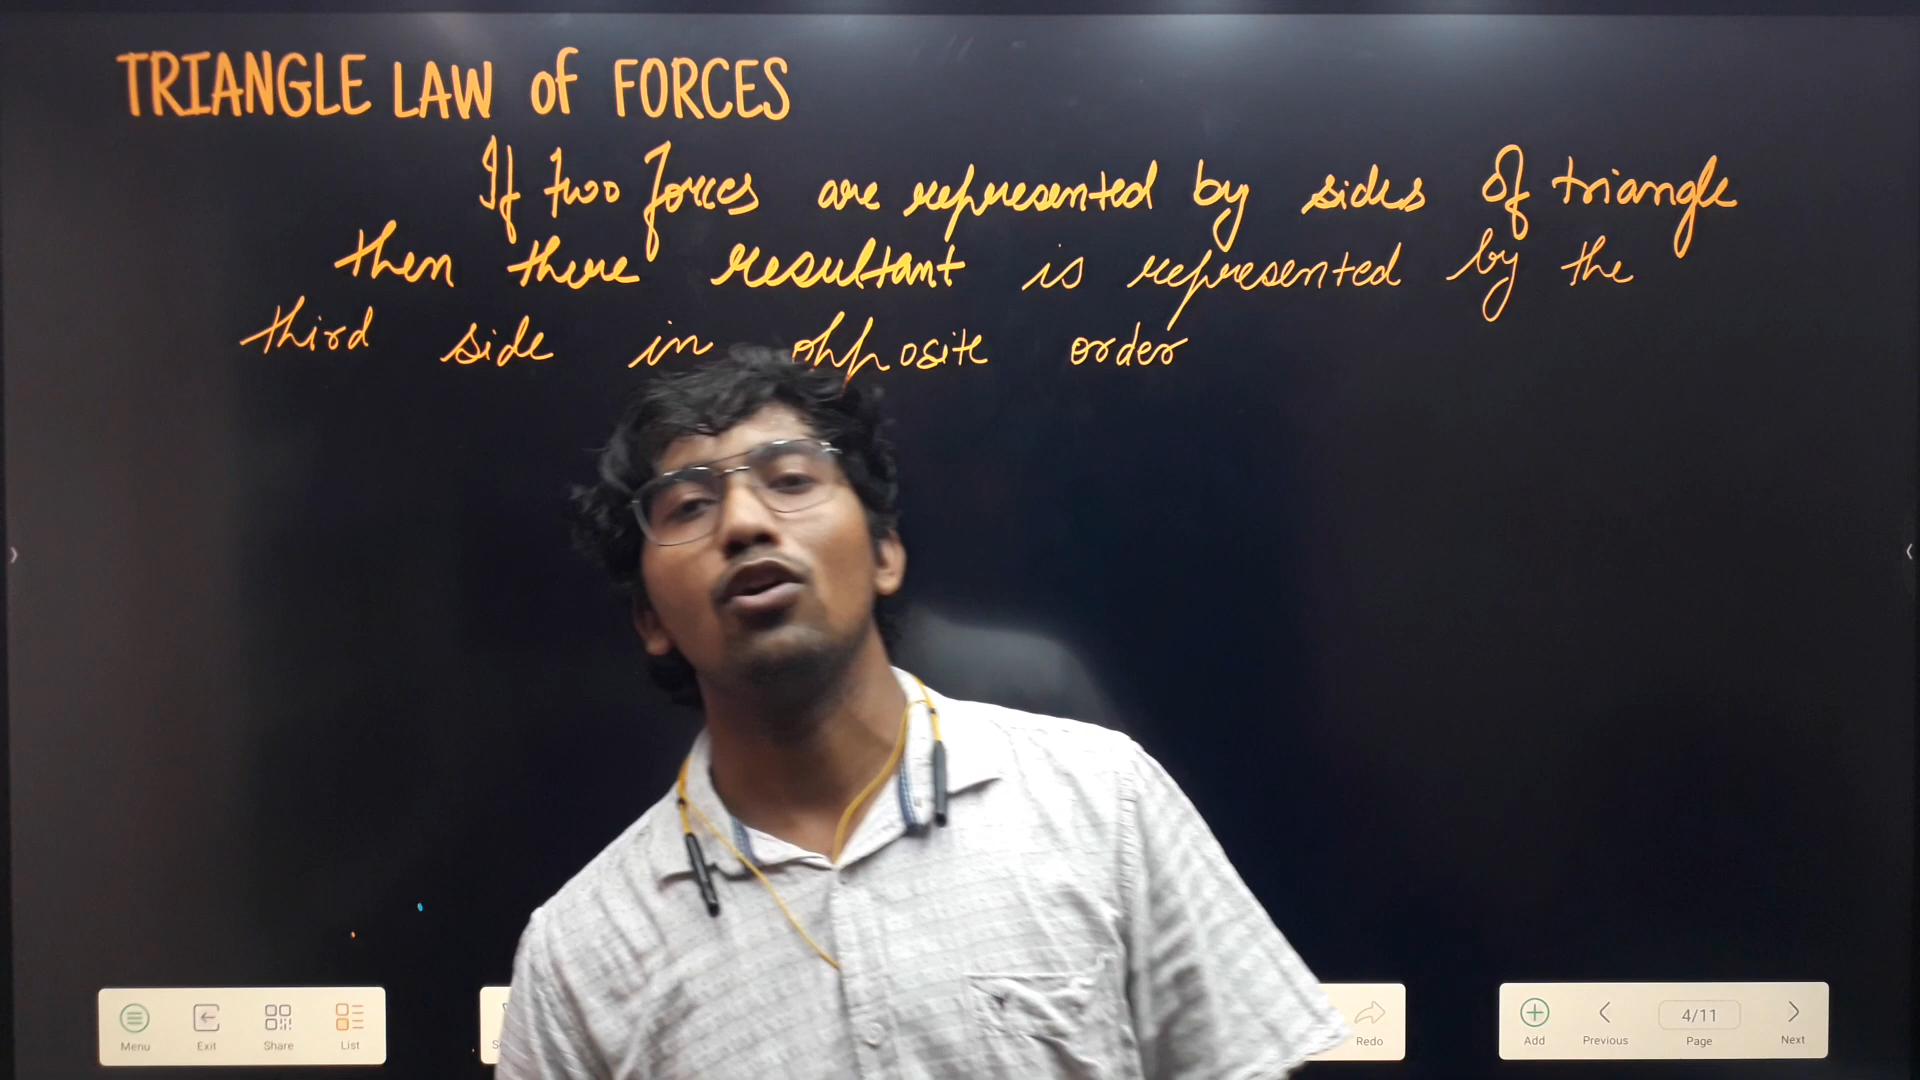 TRIANGLE LAW of FORCES
If two forces are represented by sides of triangle
then there resultant is represented by the
third side in opposite order
Menu Exit Share List Redo Add Previous 4/11 Page Next